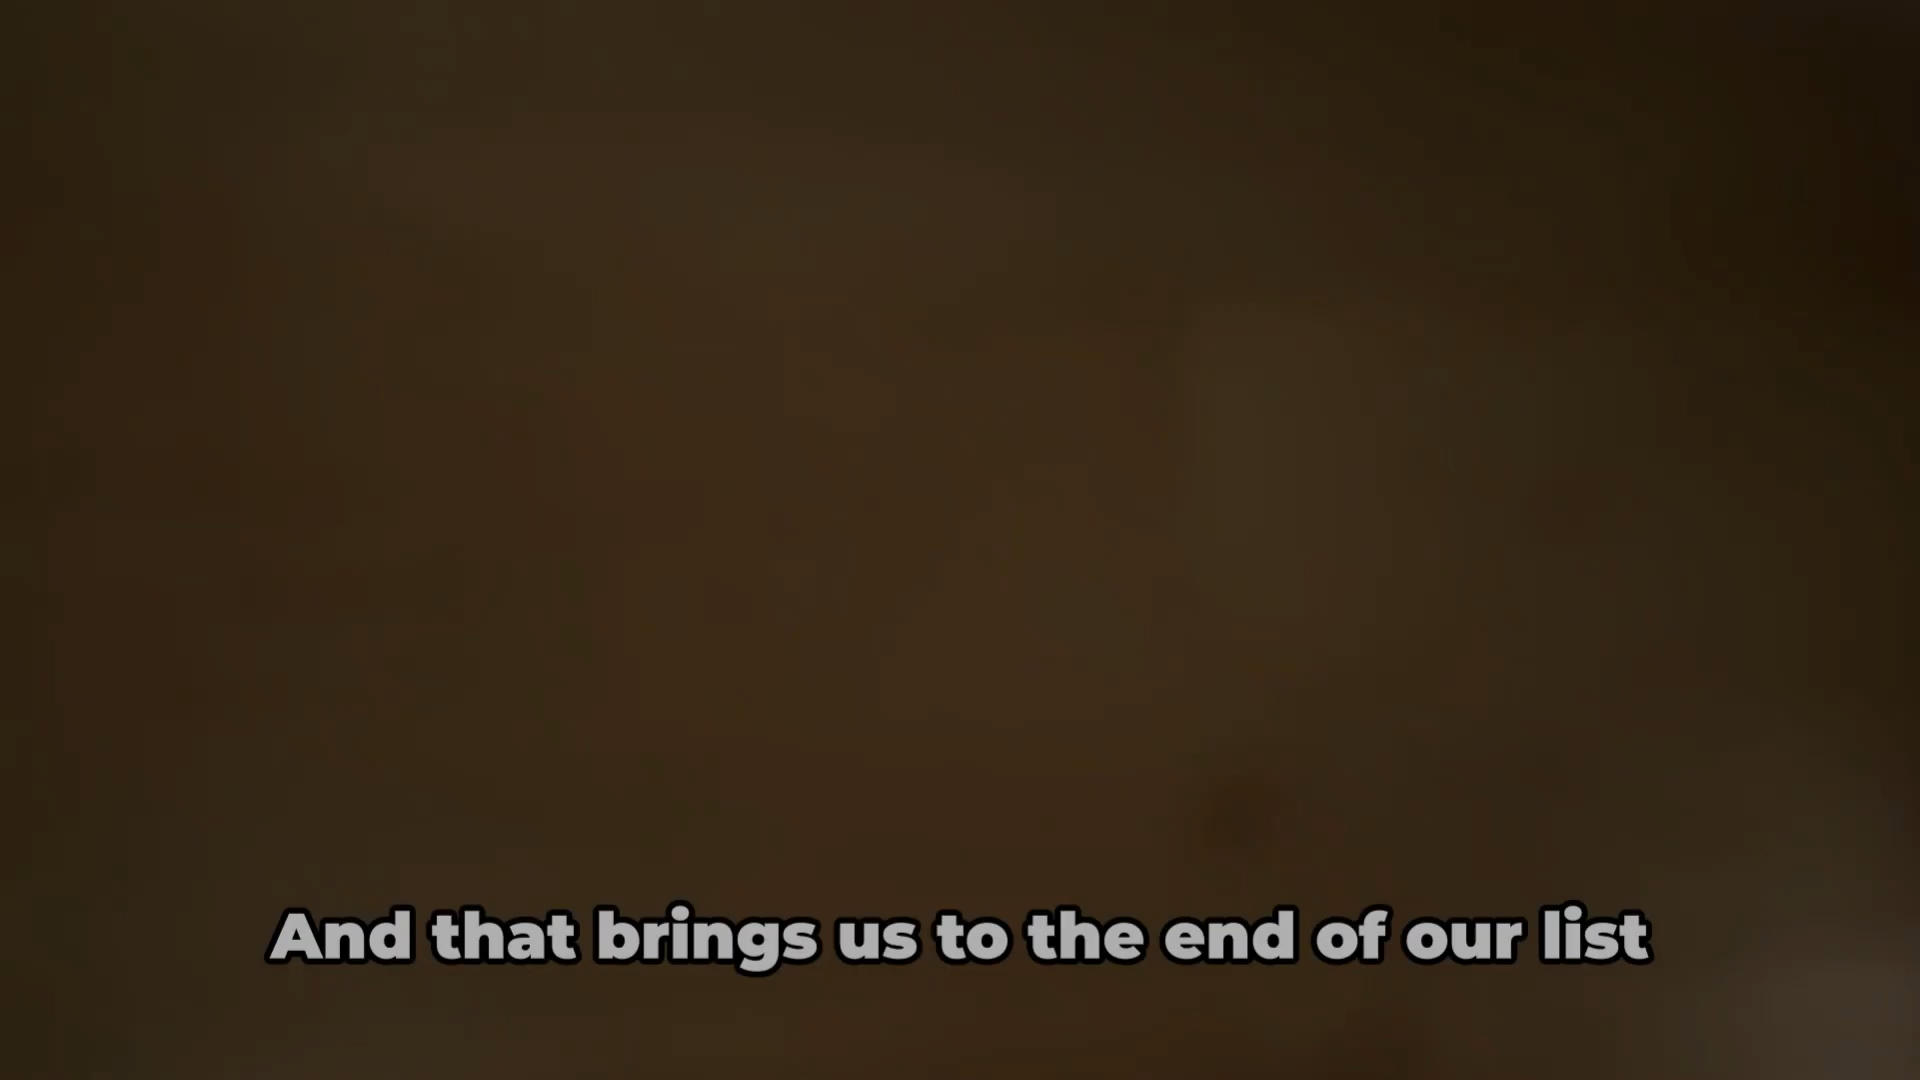 And that brings us to the end of our list